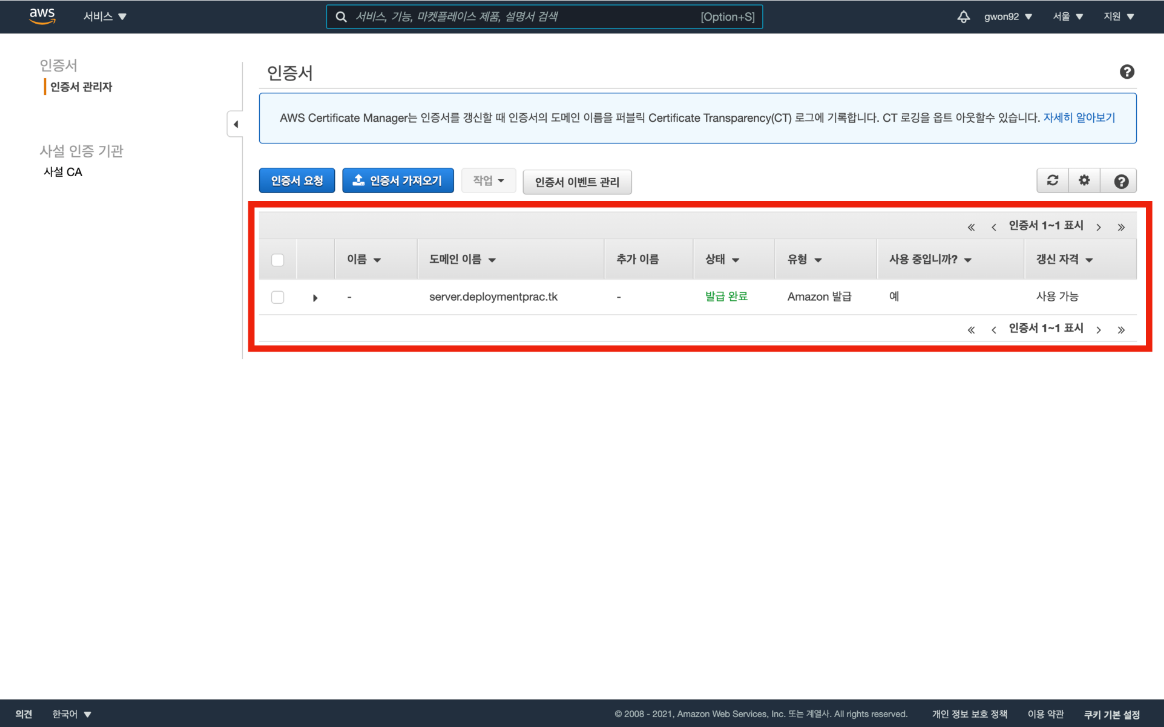 aws 서비스 서비스, 기능, 마켓플레이스 제품, 설명서 검색 [Option+S] gwon92 서울 지원
인증서
인증서 관리자
사설 인증 기관
사설 CA
인증서
AWS Certificate Manager는 인증서를 갱신할 때 인증서의 도메인 이름을 퍼블릭 Certificate Transparency(CT) 로그에 기록합니다. CT 로깅을 옵트 아웃할수 있습니다. 자세히 알아보기
인증서 요청 인증서 가져오기 작업 인증서 이벤트 관리
« ‹ 인증서 1~1 표시 › »
이름 도메인 이름 추가 이름 상태 유형 사용 중입니까? 갱신 자격
- server.deploymentprac.tk - 발급 완료 Amazon 발급 예 사용 가능
« ‹ 인증서 1~1 표시 › »
의견 한국어 © 2008 - 2021, Amazon Web Services, Inc. 또는 계열사. All rights reserved. 개인 정보 보호 정책 이용 약관 쿠키 기본 설정